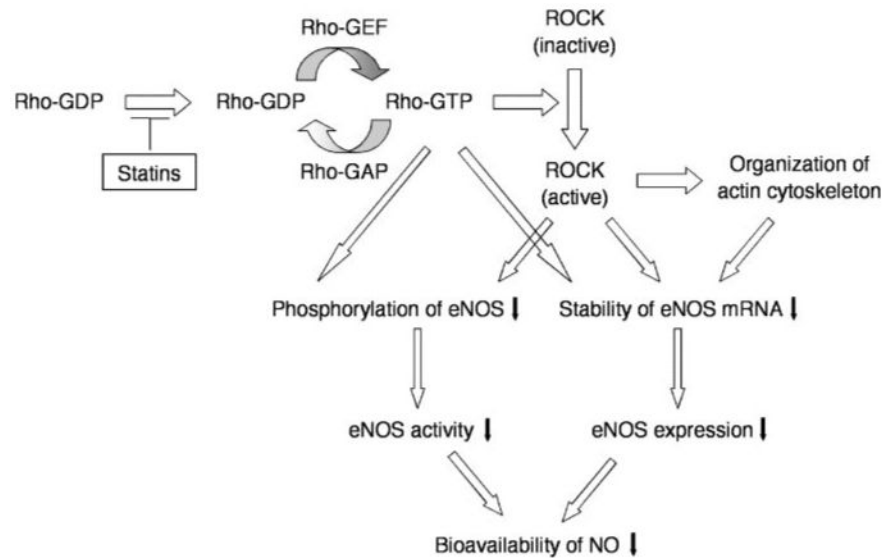 Rho-GEF
ROCK
(inactive)
Rho-GDP
Rho-GDP
Rho-GTP
Statins
Rho-GAP
ROCK
(active)
Organization of
actin cytoskeleton
Phosphorylation of eNOS
Stability of eNOS mRNA
eNOS activity
eNOS expression
Bioavailability of NO